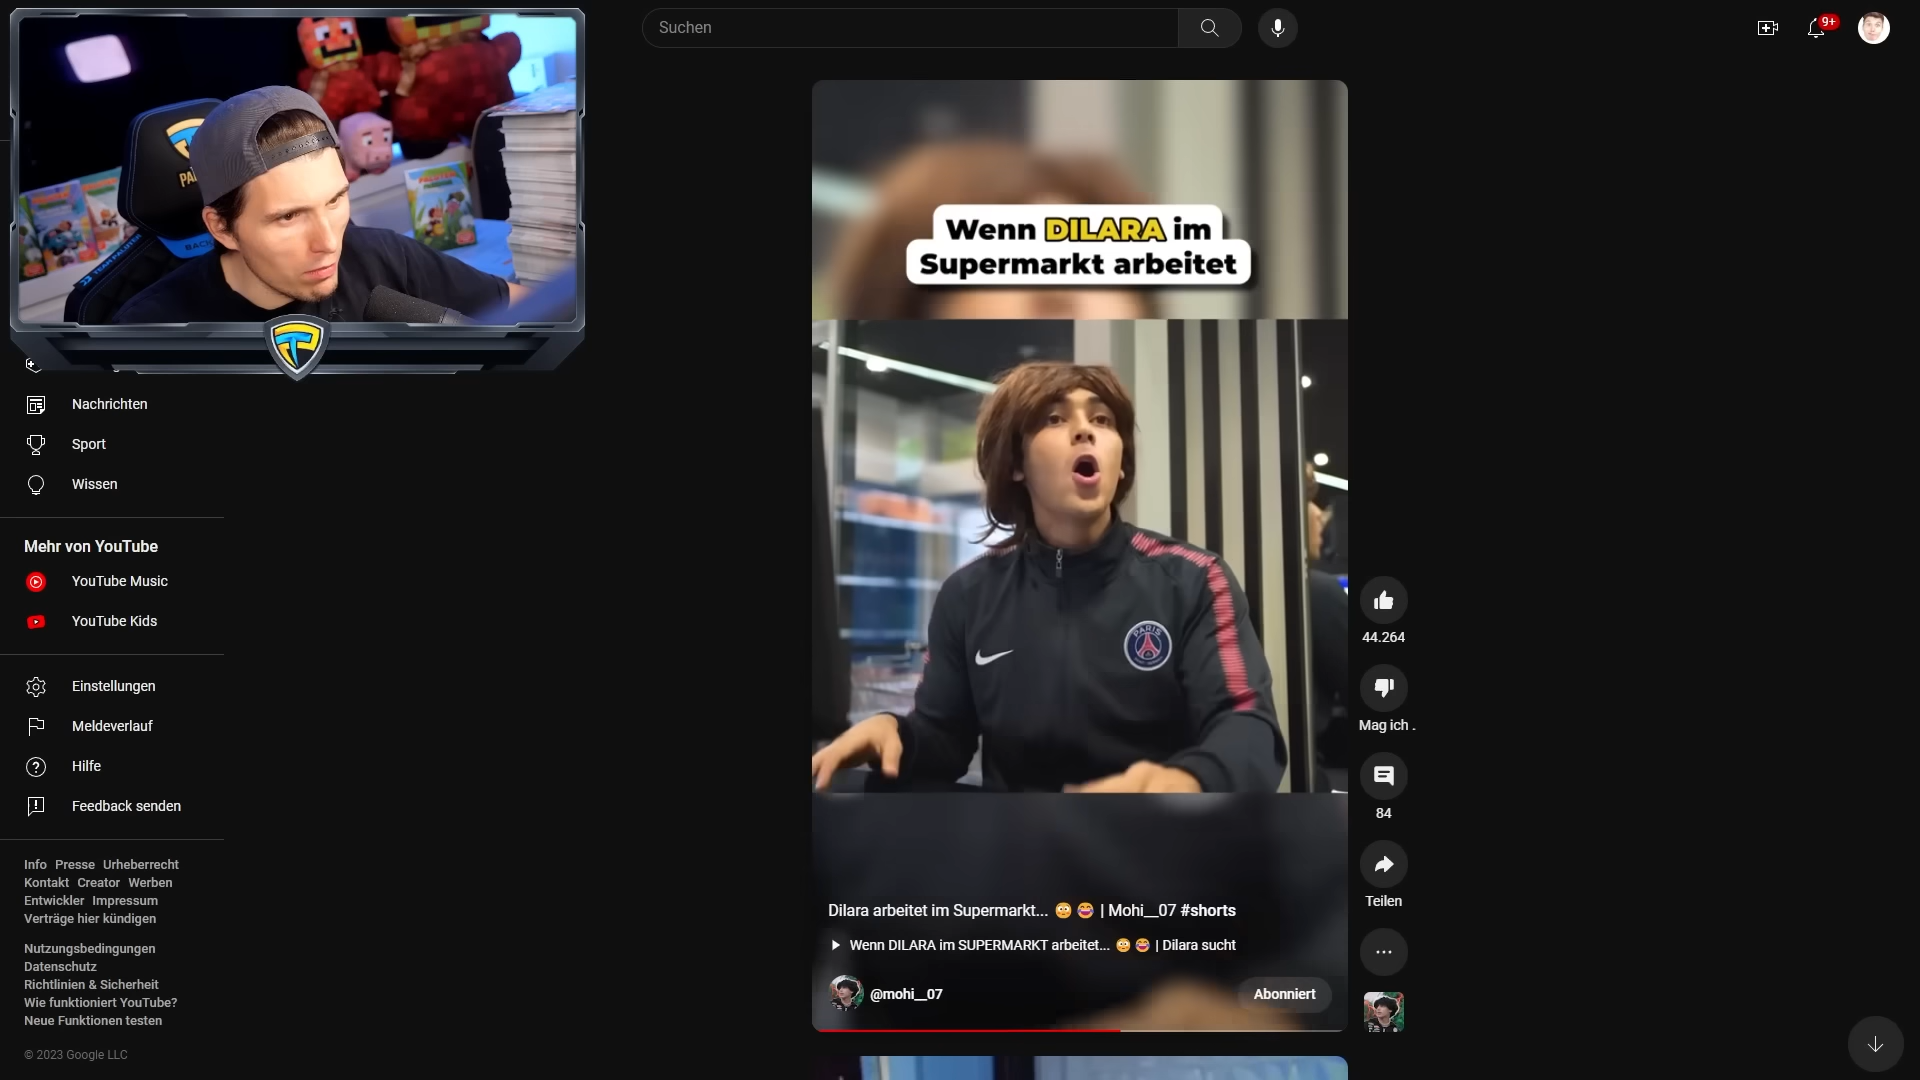 Suchen
9+
Nachrichten
Sport
Wissen
Mehr von YouTube
YouTube Music
YouTube Kids
Einstellungen
Meldeverlauf
Hilfe
Feedback senden
Info Presse Urheberrecht
Kontakt Creator Werben
Entwickler Impressum
Verträge hier kündigen
Nutzungsbedingungen
Datenschutz
Richtlinien & Sicherheit
Wie funktioniert YouTube?
Neue Funktionen testen
© 2023 Google LLC
Wenn DILARA im
Supermarkt arbeitet
PARIS
Dilara arbeitet im Supermarkt... 😳 😂 | Mohi__07 #shorts
Wenn DILARA im SUPERMARKT arbeitet... 😳 😂 | Dilara sucht
@mohi__07
Abonniert
44.264
Mag ich .
84
Teilen